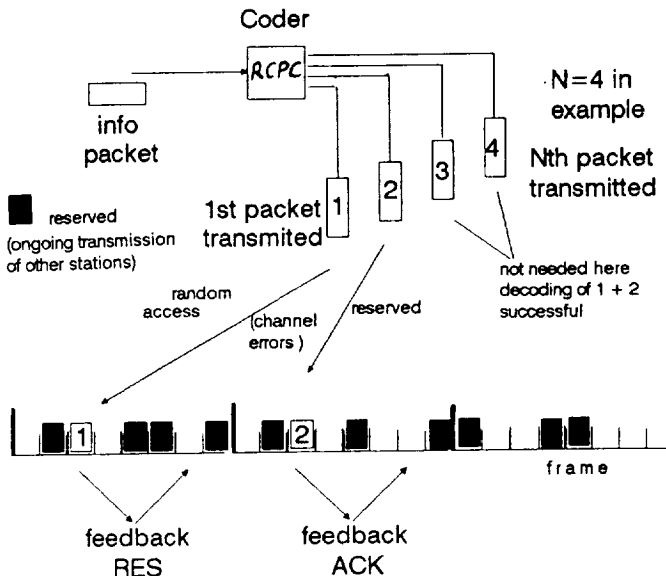 Coder
RCPC
info
packet
N=4 in
example
1
2
3
4
Nth packet
transmitted
1st packet
transmited
reserved
(ongoing transmission
of other stations)
not needed here
decoding of 1 + 2
successful
random
access
(channel
errors )
reserved
1
2
frame
feedback
RES
feedback
ACK